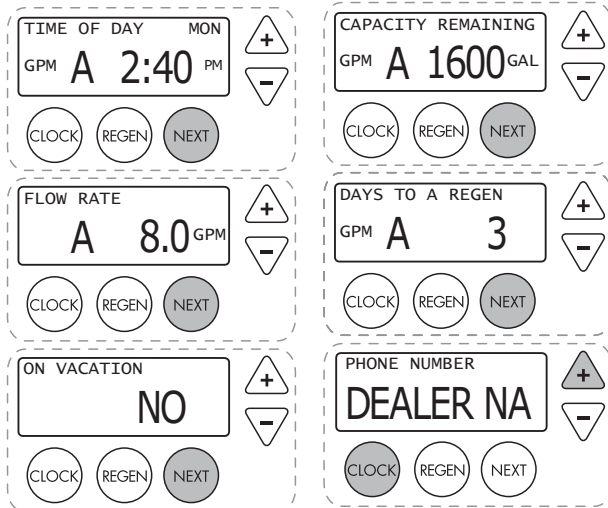 TIME OF DAY MON
GPM A 2:40 PM
+
−
CLOCK REGEN NEXT
CAPACITY REMAINING
GPM A 1600 GAL
+
−
CLOCK REGEN NEXT
FLOW RATE
A 8.0 GPM
+
−
CLOCK REGEN NEXT
DAYS TO A REGEN
GPM A 3
+
−
CLOCK REGEN NEXT
ON VACATION
NO
+
−
CLOCK REGEN NEXT
PHONE NUMBER
DEALER NA
+
−
CLOCK REGEN NEXT